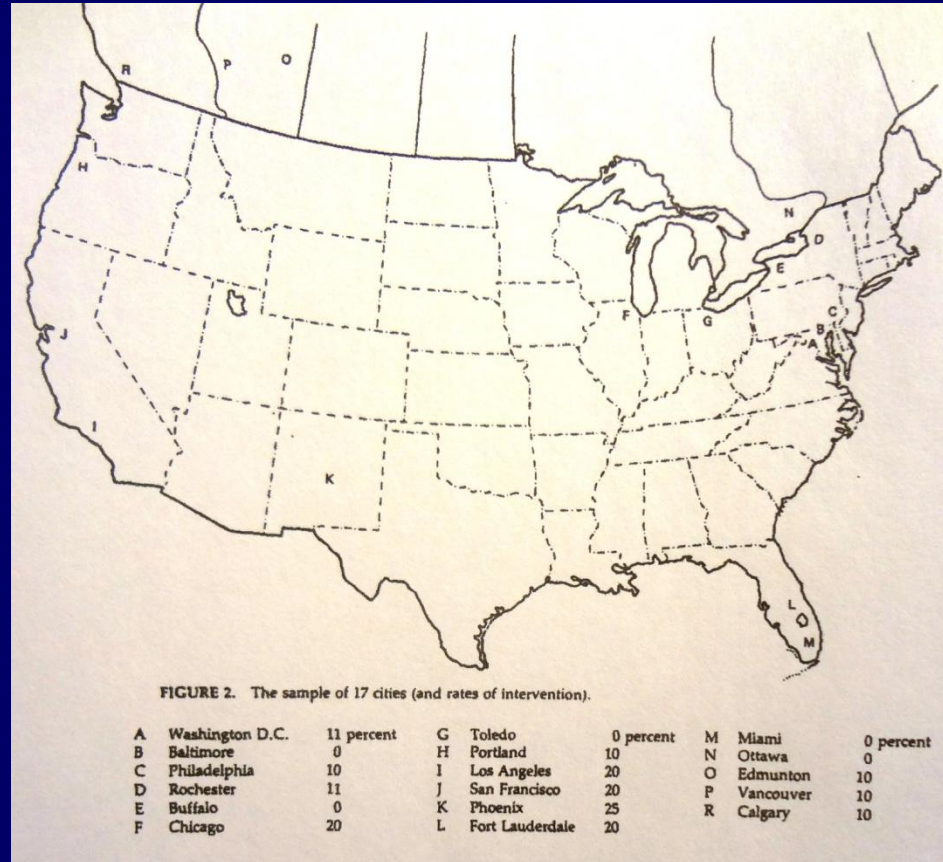 R
P
O
H
N
D
E
F
G
C
B
A
J
I
K
L
M
FIGURE 2. The sample of 17 cities (and rates of intervention).
A Washington D.C. 11 percent G Toledo 0 percent M Miami 0 percent
B Baltimore 0 H Portland 10 N Ottawa 0
C Philadelphia 10 I Los Angeles 20 O Edmunton 10
D Rochester 11 J San Francisco 20 P Vancouver 10
E Buffalo 0 K Phoenix 25 R Calgary 10
F Chicago 20 L Fort Lauderdale 20